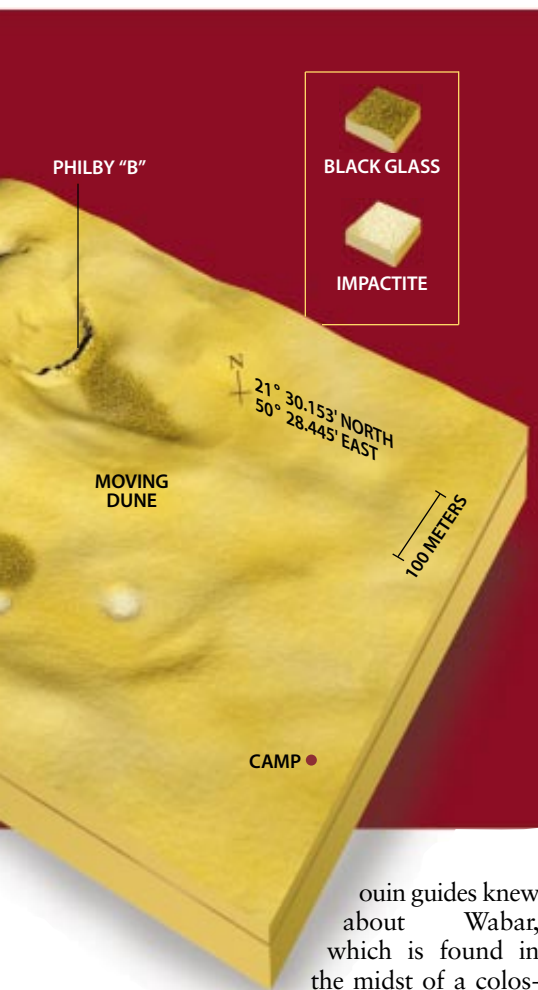 PHILBY “B”
BLACK GLASS
IMPACTITE
N
21° 30.153' NORTH
50° 28.445' EAST
MOVING
DUNE
100 METERS
CAMP
ouin guides knew
about Wabar,
which is found in
the midst of a colos-